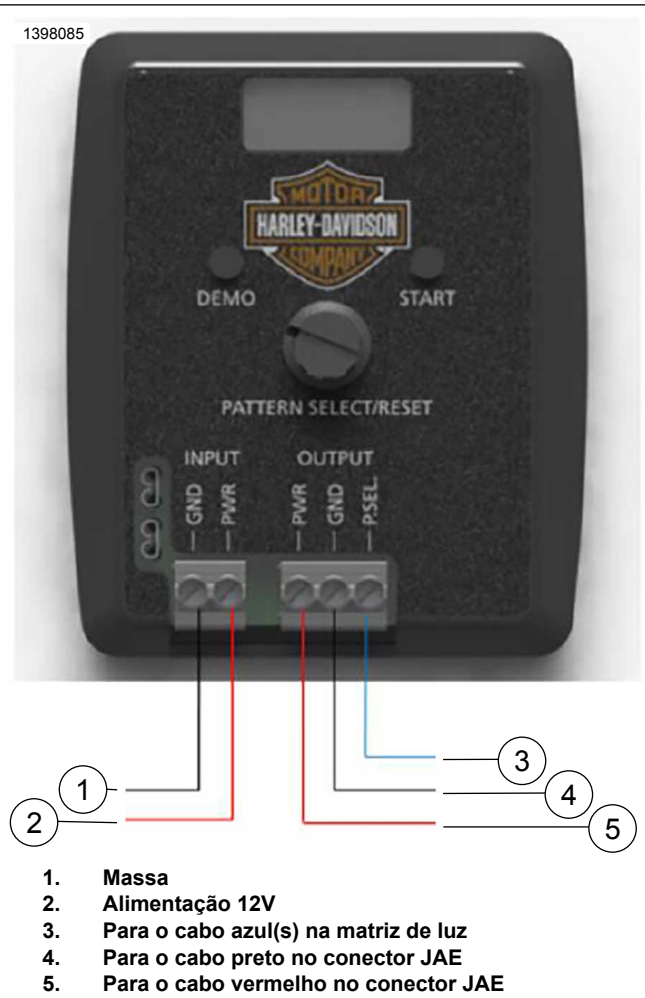 1398085
MOTOR
HARLEY-DAVIDSON
COMPANY
DEMO
START
PATTERN SELECT/RESET
INPUT
OUTPUT
GND
PWR
PWR
GND
P.SEL.
1
2
3
4
5
1. Massa
2. Alimentação 12V
3. Para o cabo azul(s) na matriz de luz
4. Para o cabo preto no conector JAE
5. Para o cabo vermelho no conector JAE